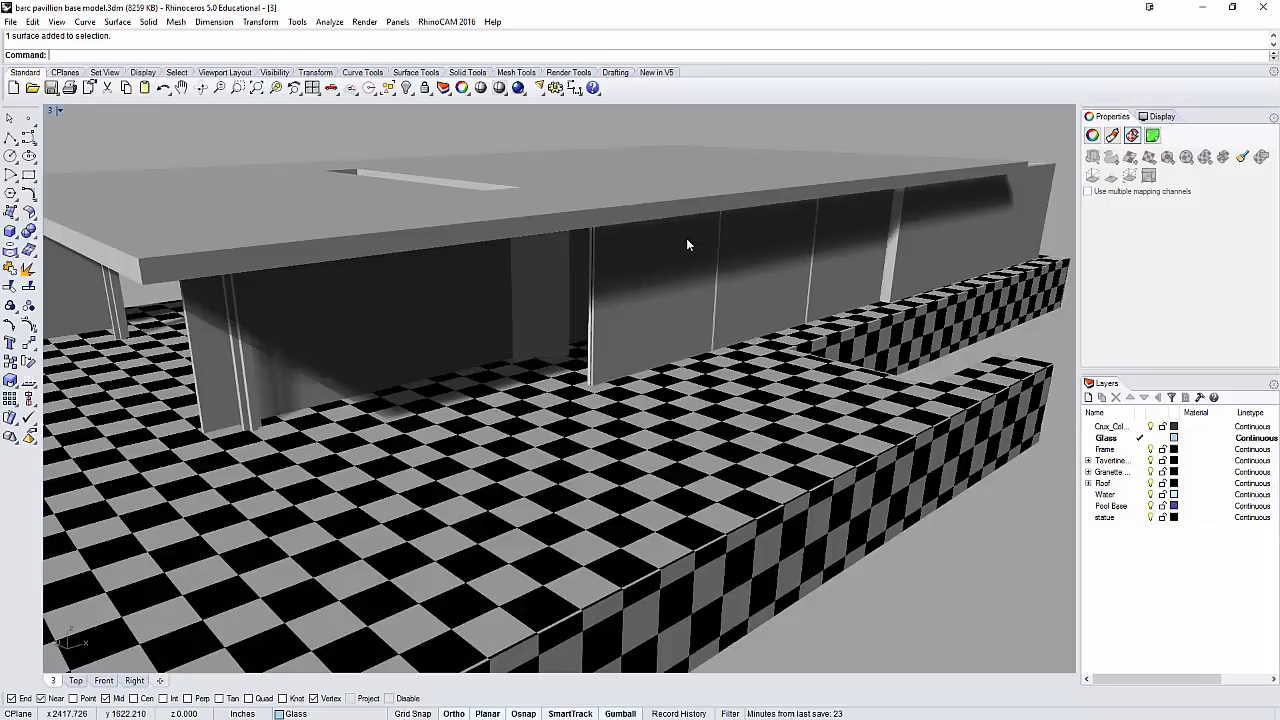 barc pavillion base model.3dm (8259 KB) - Rhinoceros 5.0 Educational - [3]
File Edit View Curve Surface Solid Mesh Dimension Transform Tools Analyze Render Panels RhinoCAM 2016 Help
1 surface added to selection.
Command:
Standard CPlanes Set View Display Select Viewport Layout Visibility Transform Curve Tools Surface Tools Solid Tools Mesh Tools Render Tools Drafting New in V5
3
Properties Display
Use multiple mapping channels
Layers
Name Material Linetype
Crux_Col... Continuous
Glass Continuous
Frame Continuous
Tavertine... Continuous
Granette ... Continuous
Roof Continuous
Water Continuous
Pool Base Continuous
statue Continuous
z
x
3 Top Front Right
End Near Point Mid Cen Int Perp Tan Quad Knot Vertex Project Disable
CPlane x 2417.726 y 1622.210 z 0.000 Inches Glass Grid Snap Ortho Planar Osnap SmartTrack Gumball Record History Filter Minutes from last save: 23